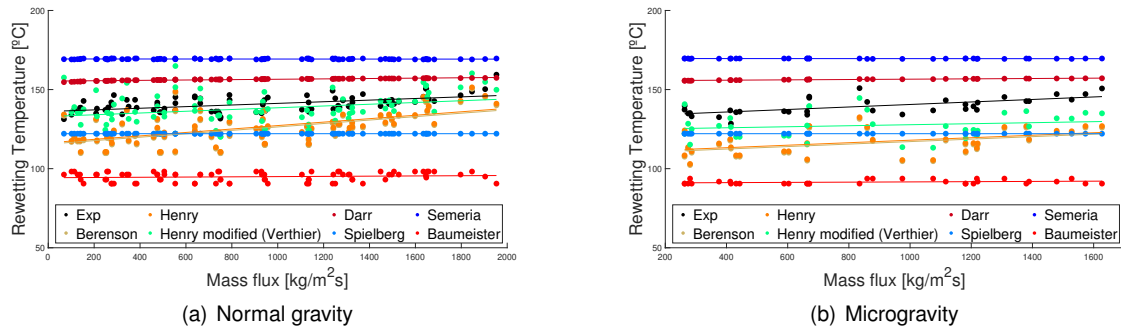 200
150
100
50
Rewetting Temperature [ºC]
Exp
Henry
Darr
Semeria
Berenson
Henry modified (Verthier)
Spielberg
Baumeister
0 200 400 600 800 1000 1200 1400 1600 1800 2000
Mass flux [kg/m²s]
(a) Normal gravity
200
150
100
50
Rewetting Temperature [ºC]
Exp
Henry
Darr
Semeria
Berenson
Henry modified (Verthier)
Spielberg
Baumeister
200 400 600 800 1000 1200 1400 1600
Mass flux [kg/m²s]
(b) Microgravity